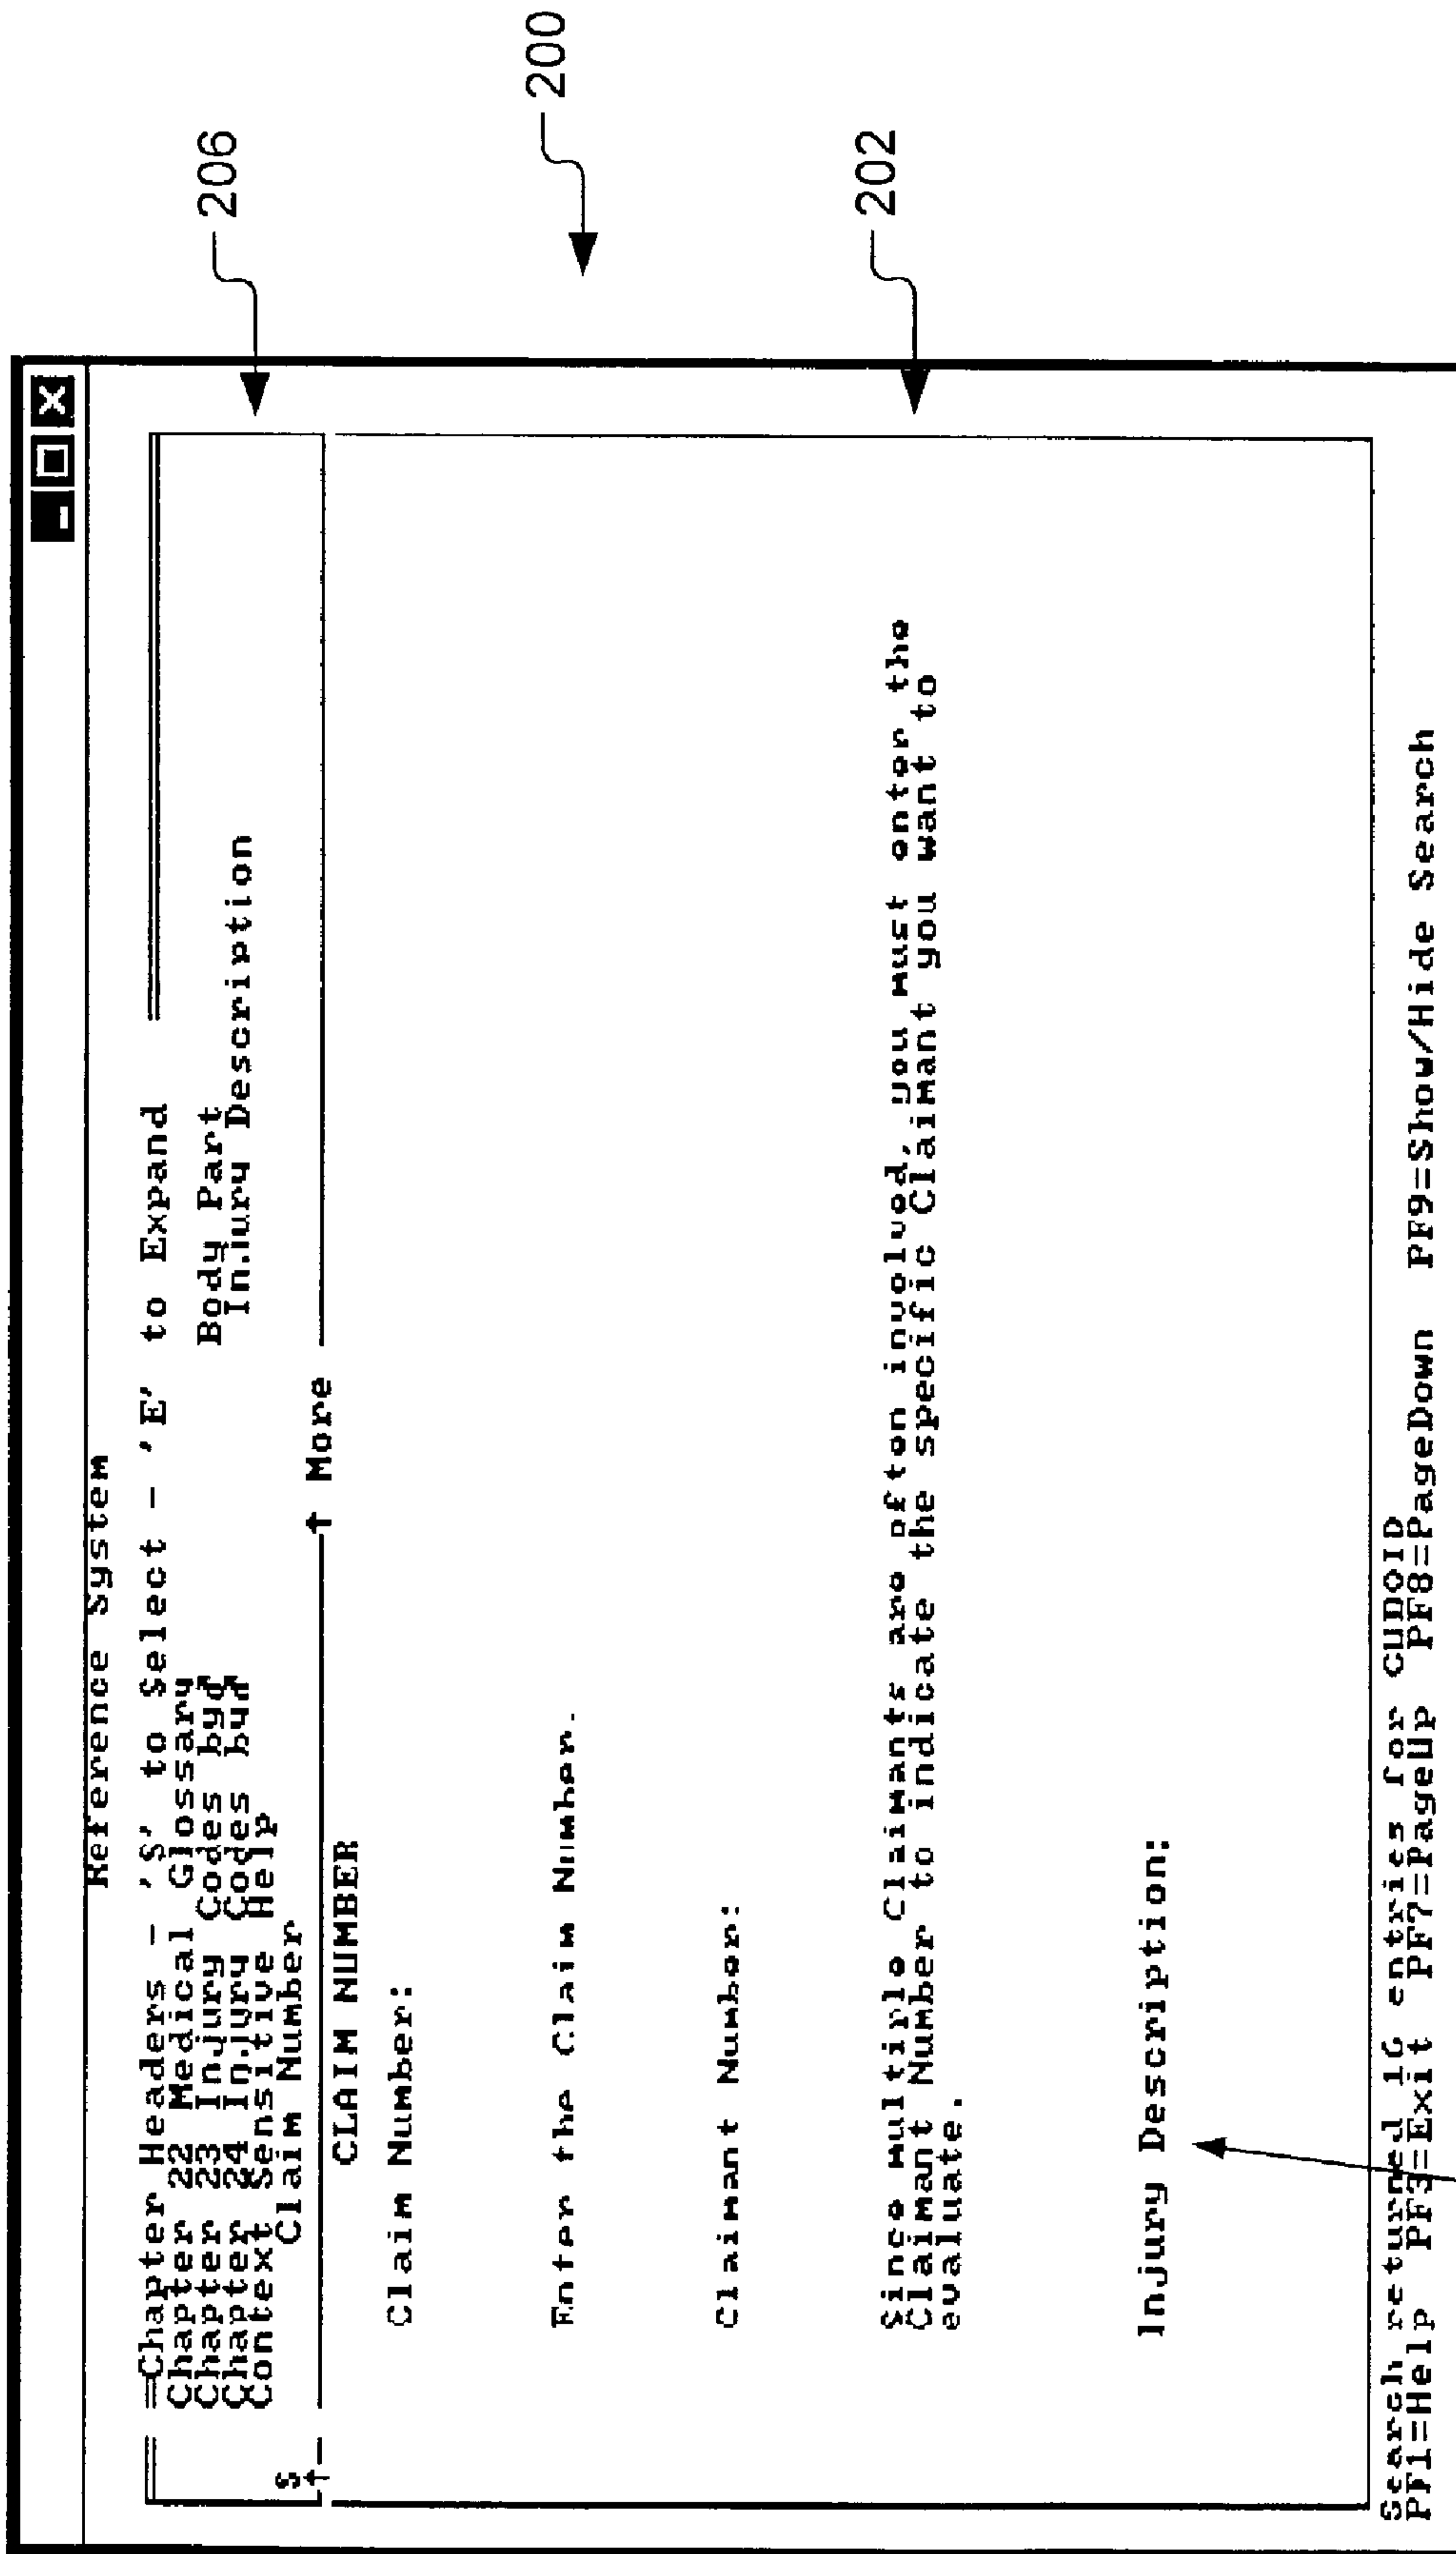 Reference System
Chapter Headers - 'S' to Select - 'E' to Expand
Chapter 22 Medical Glossary
Chapter 23 Injury Codes by Body Part
Chapter 24 Injury Codes by Injury Description
Context Sensitive Help
S Claim Number
↑ ↑ More
CLAIM NUMBER
Claim Number:
Enter the Claim Number.
Claimant Number:
Since multiple Claimants are often involved, you must enter the
Claimant Number to indicate the specific Claimant you want to
evaluate.
Injury Description:
Search returned 16 entries for
PF1=Help PF3=Exit PF7=PageUp PF8=PageDown PF9=Show/Hide Search
206
200
202